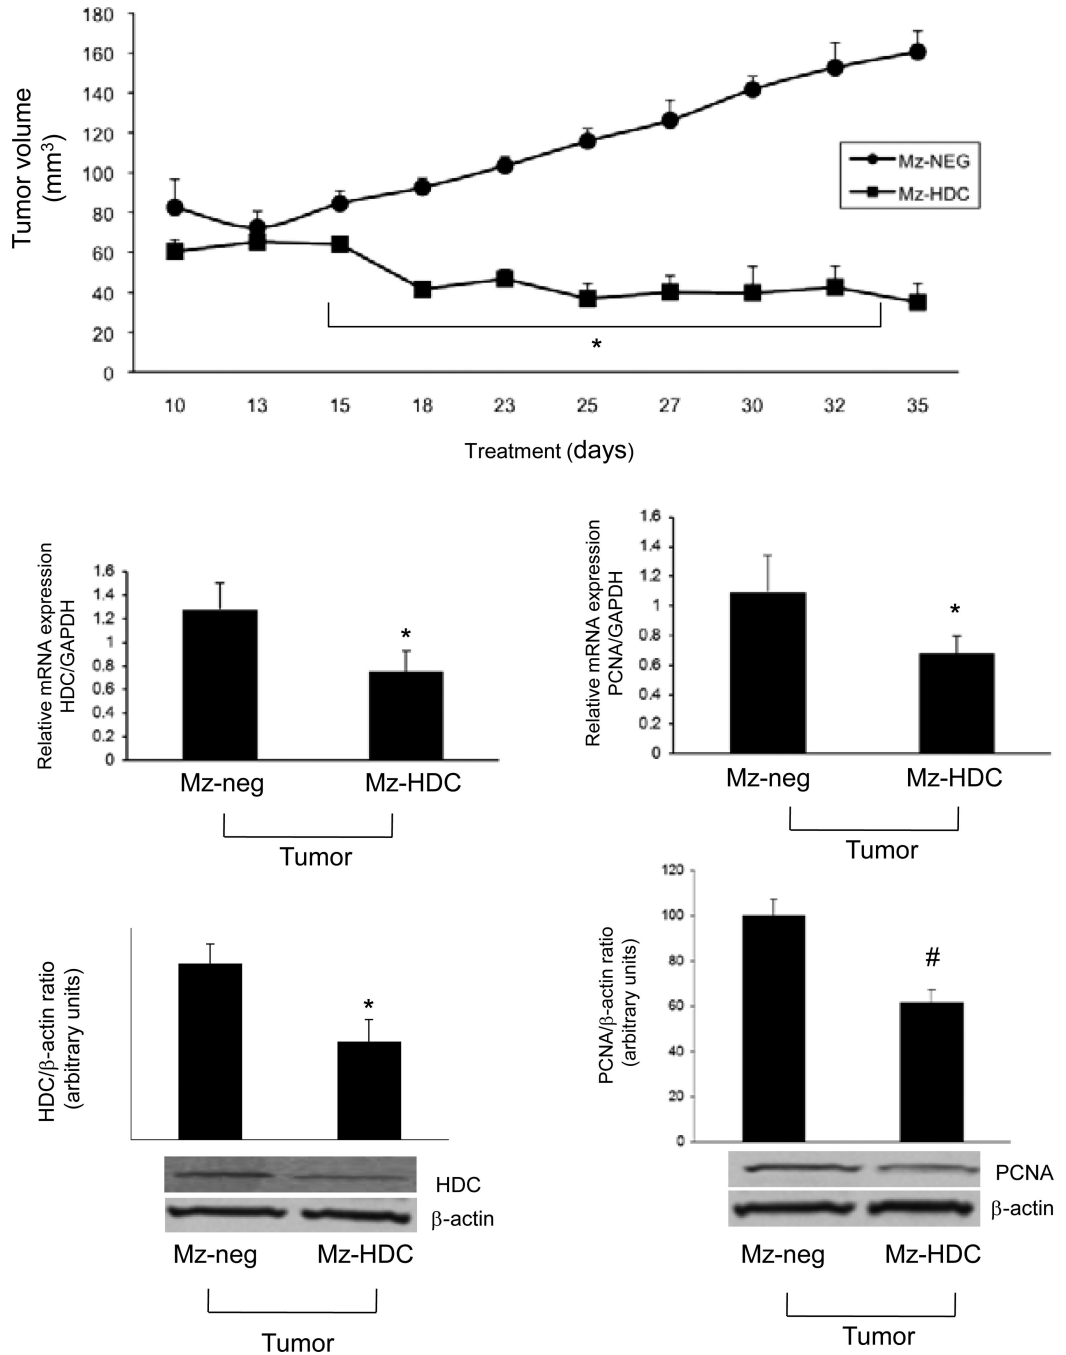 180
160
140
120
100
80
60
40
20
0
Tumor volume
(mm3)
Mz-NEG
Mz-HDC
*
10 13 15 18 23 25 27 30 32 35
Treatment (days)
Relative mRNA expression
HDC/GAPDH
1.6
1.4
1.2
1
0.8
0.6
0.4
0.2
0
*
Mz-neg Mz-HDC
Tumor
Relative mRNA expression
PCNA/GAPDH
1.6
1.4
1.2
1
0.8
0.6
0.4
0.2
0
*
Mz-neg Mz-HDC
Tumor
HDC/β-actin ratio
(arbitrary units)
*
HDC
β-actin
Mz-neg Mz-HDC
Tumor
PCNA/β-actin ratio
(arbitrary units)
120
100
80
60
40
20
0
#
PCNA
β-actin
Mz-neg Mz-HDC
Tumor